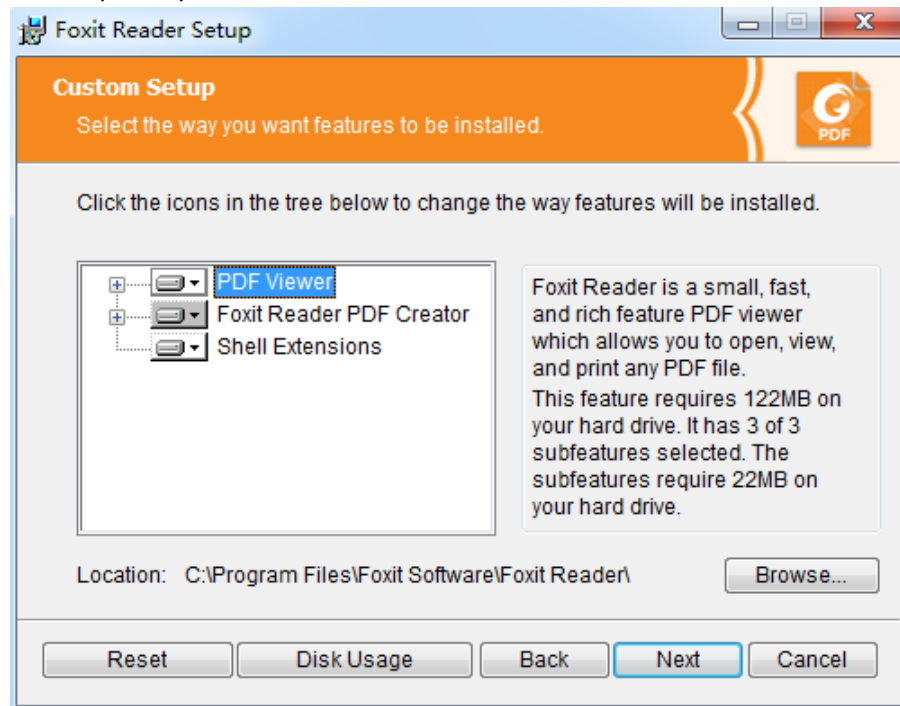 Foxit Reader Setup
Custom Setup
Select the way you want features to be installed.
PDF
Click the icons in the tree below to change the way features will be installed.
PDF Viewer
Foxit Reader PDF Creator
Shell Extensions
Foxit Reader is a small, fast,
and rich feature PDF viewer
which allows you to open, view,
and print any PDF file.
This feature requires 122MB on
your hard drive. It has 3 of 3
subfeatures selected. The
subfeatures require 22MB on
your hard drive.
Location: C:\Program Files\Foxit Software\Foxit Reader\
Browse...
Reset Disk Usage Back Next Cancel